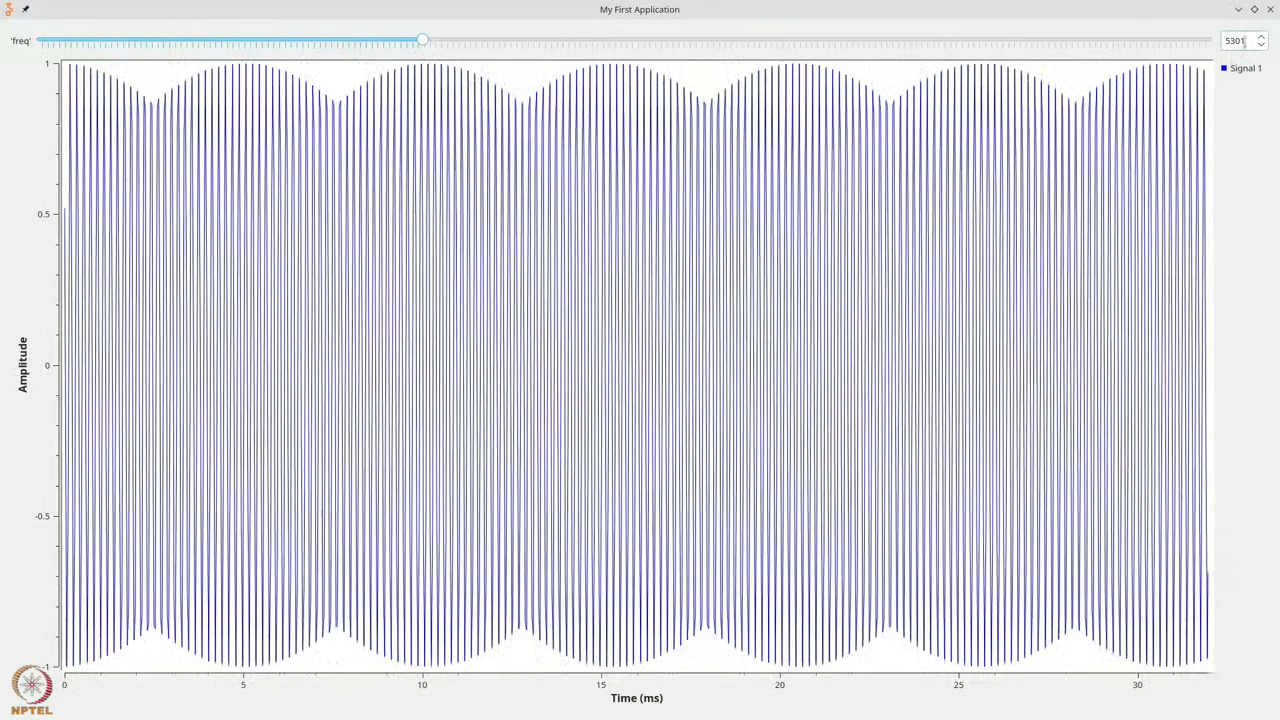 My First Application
'freq'
5301
Signal 1
1
0.5
0
-0.5
-1
Amplitude
0
5
10
15
20
25
30
Time (ms)
NPTEL